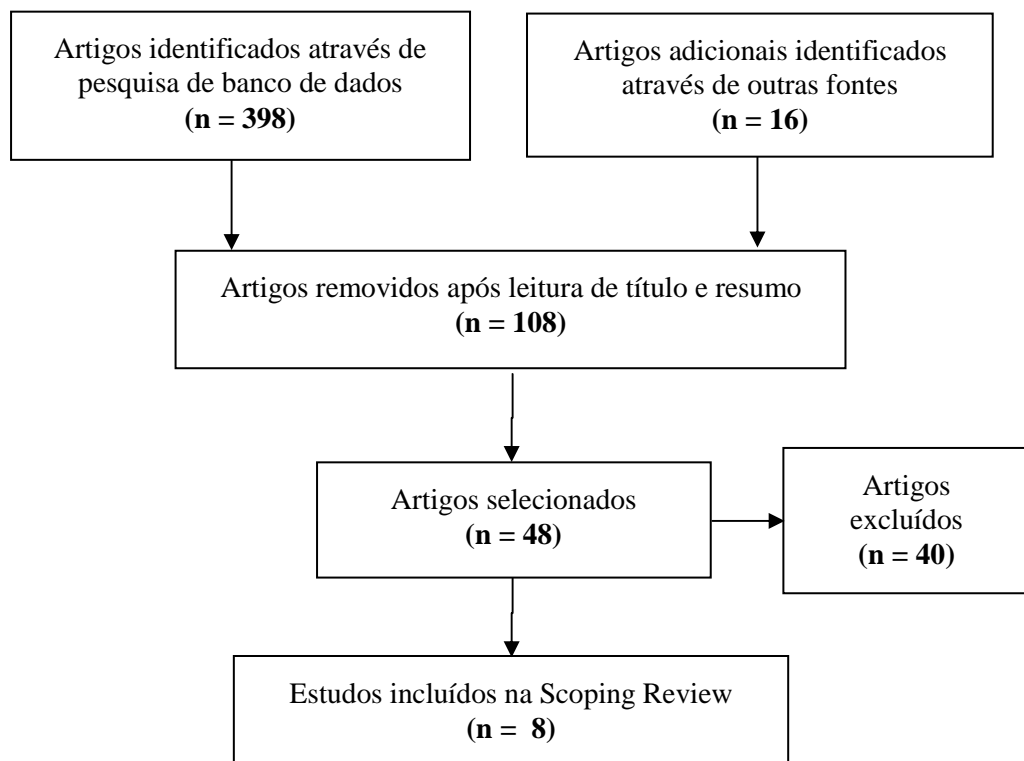 Artigos identificados através de
pesquisa de banco de dados
(n = 398)
Artigos adicionais identificados
através de outras fontes
(n = 16)
Artigos removidos após leitura de título e resumo
(n = 108)
Artigos selecionados
(n = 48)
Artigos
excluídos
(n = 40)
Estudos incluídos na Scoping Review
(n = 8)